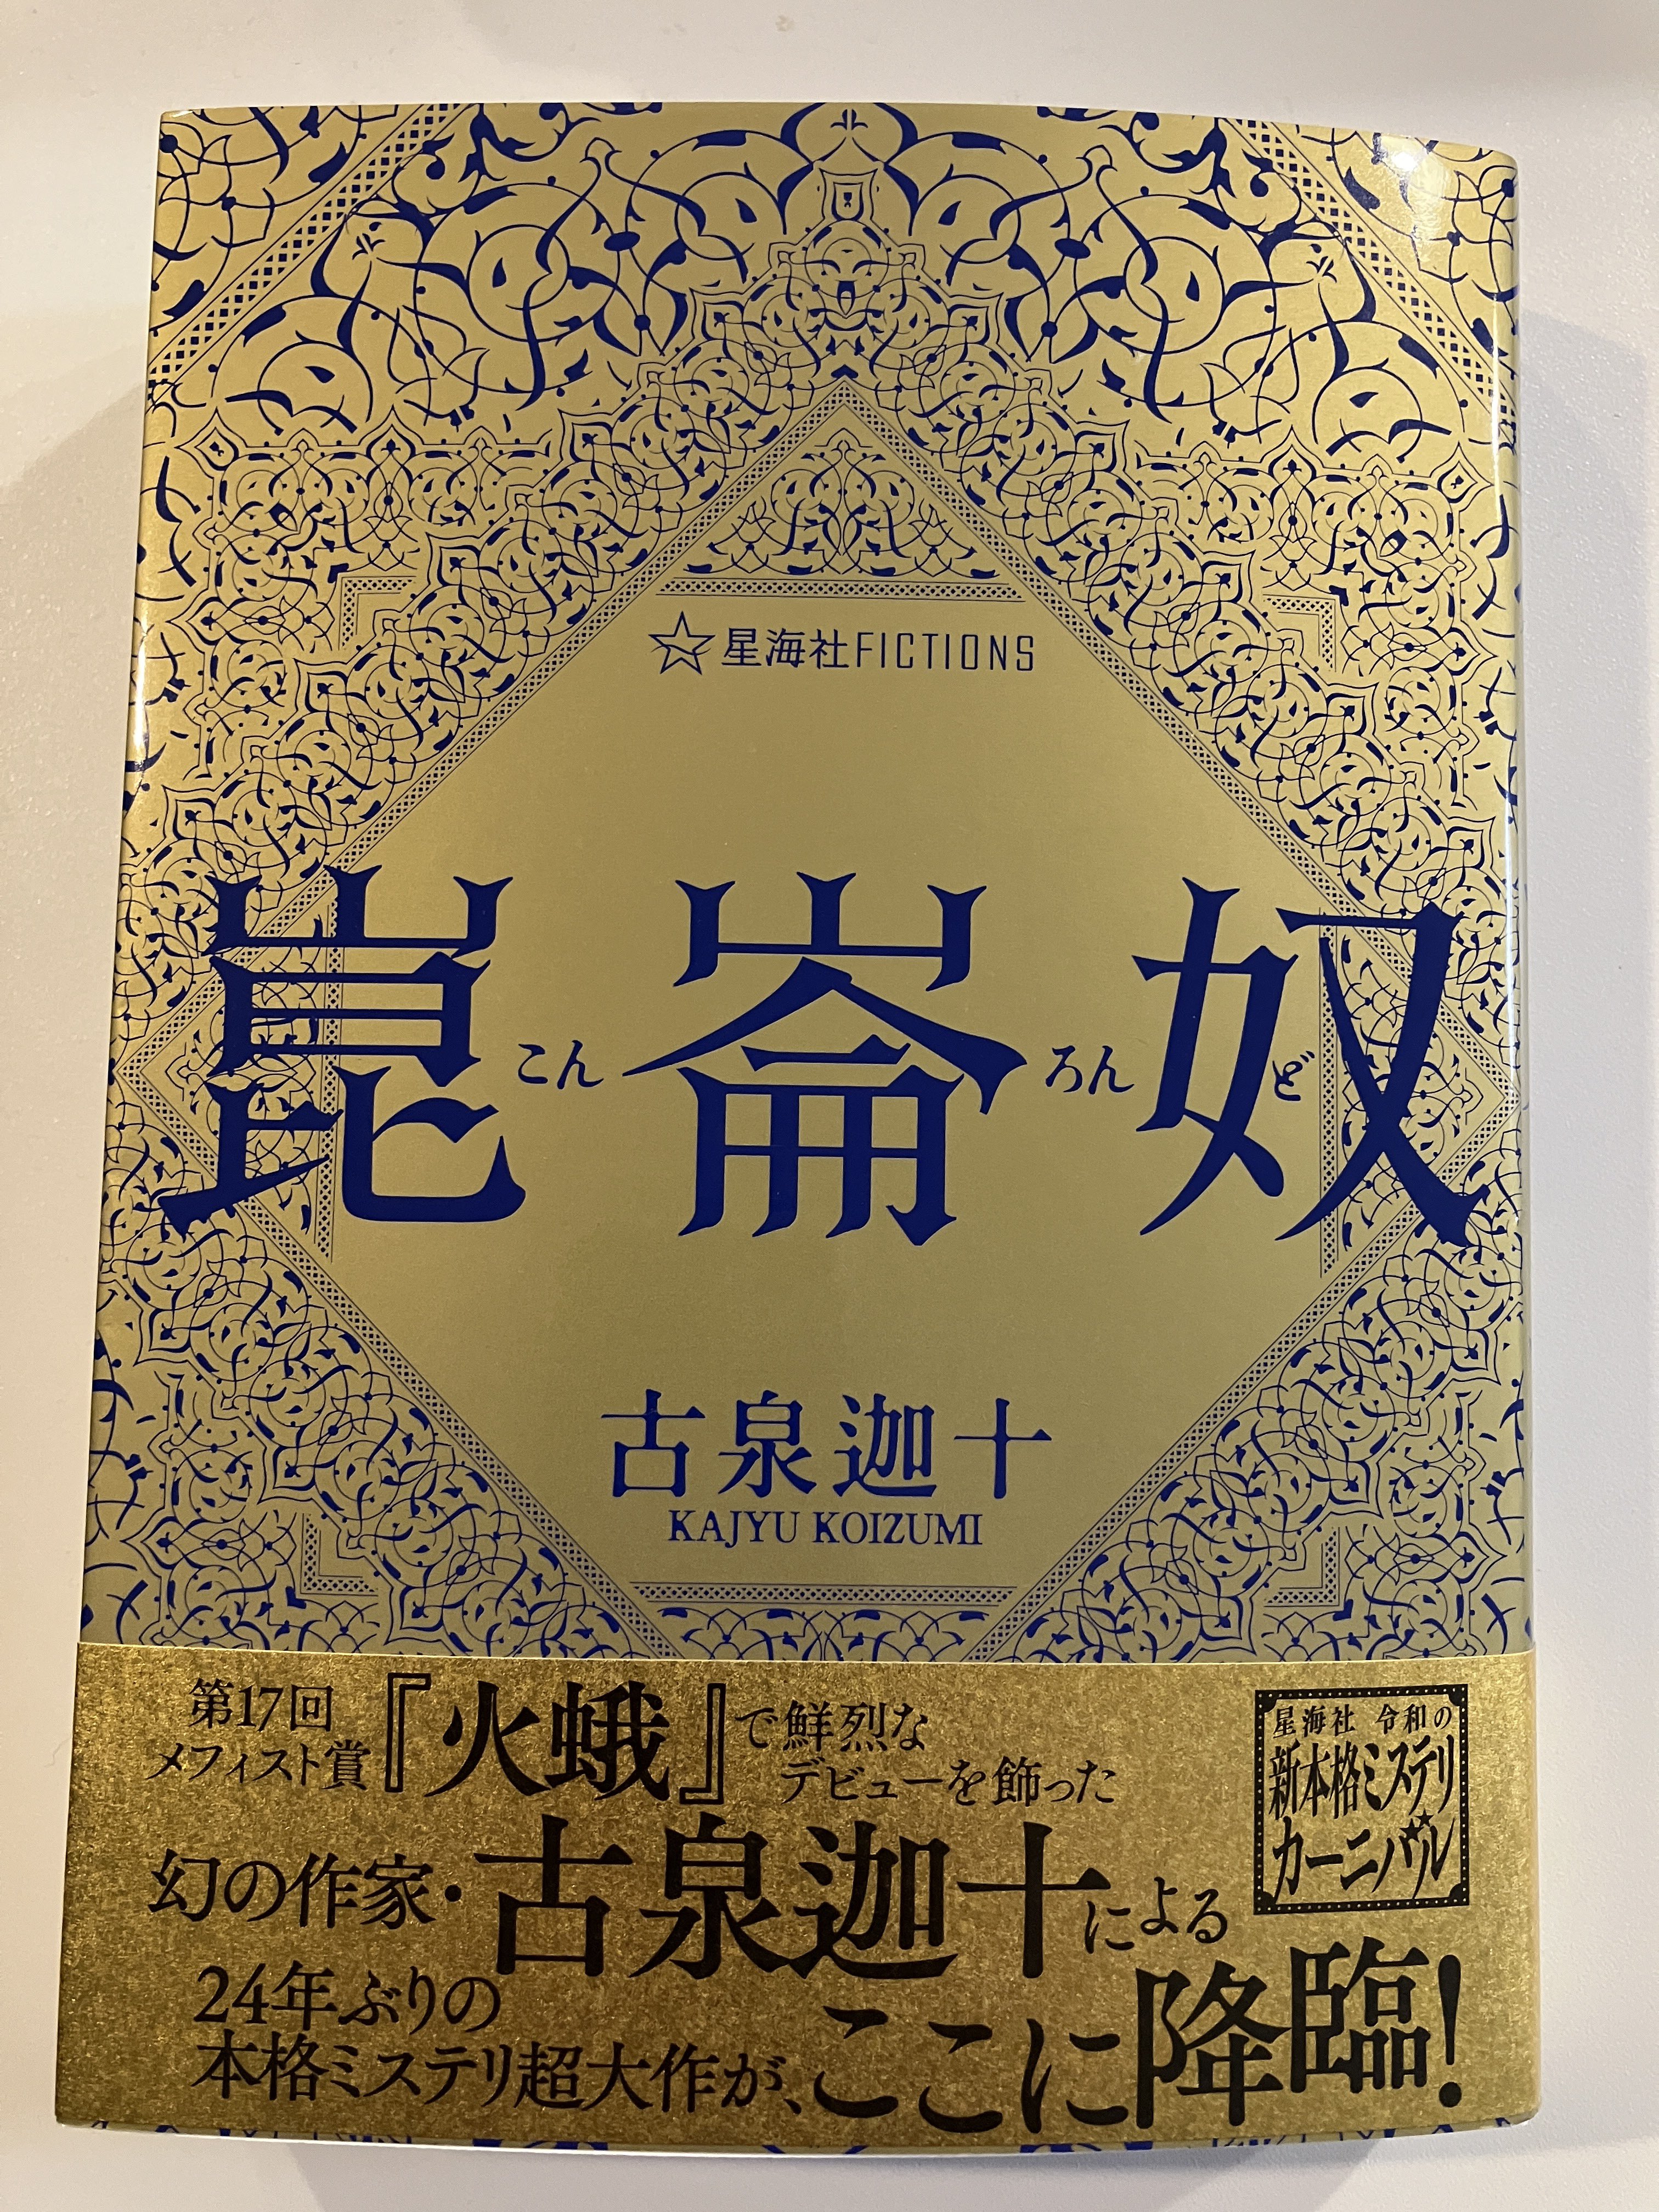 ☆星海社FICTIONS
崑崙奴
こんろんど
古泉迦十
KAJYU KOIZUMI
第17回
メフィスト賞
『火蛾』
で鮮烈な
デビューを飾った
幻の作家・古泉迦十による
24年ぶりの
本格ミステリ超大作が、ここに降臨!
星海社 令和の
新本格ミステリ
カーニバル